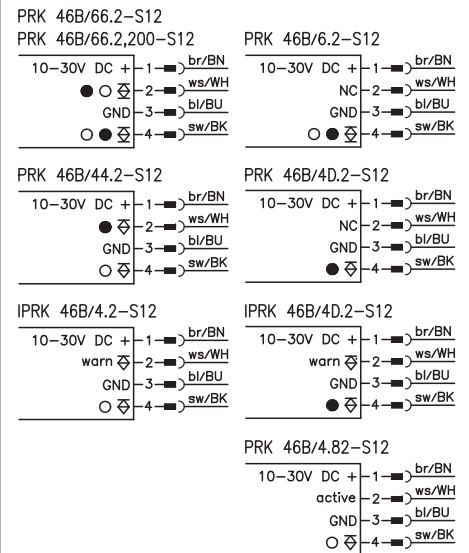 PRK 46B/66.2-S12
PRK 46B/66.2,200-S12
10-30V DC + 1 br/BN
2 ws/WH
GND 3 bl/BU
4 sw/BK
PRK 46B/6.2-S12
10-30V DC + 1 br/BN
NC 2 ws/WH
GND 3 bl/BU
4 sw/BK
PRK 46B/44.2-S12
10-30V DC + 1 br/BN
2 ws/WH
GND 3 bl/BU
4 sw/BK
PRK 46B/4D.2-S12
10-30V DC + 1 br/BN
NC 2 ws/WH
GND 3 bl/BU
4 sw/BK
IPRK 46B/4.2-S12
10-30V DC + 1 br/BN
warn 2 ws/WH
GND 3 bl/BU
4 sw/BK
IPRK 46B/4D.2-S12
10-30V DC + 1 br/BN
warn 2 ws/WH
GND 3 bl/BU
4 sw/BK
PRK 46B/4.82-S12
10-30V DC + 1 br/BN
active 2 ws/WH
GND 3 bl/BU
4 sw/BK